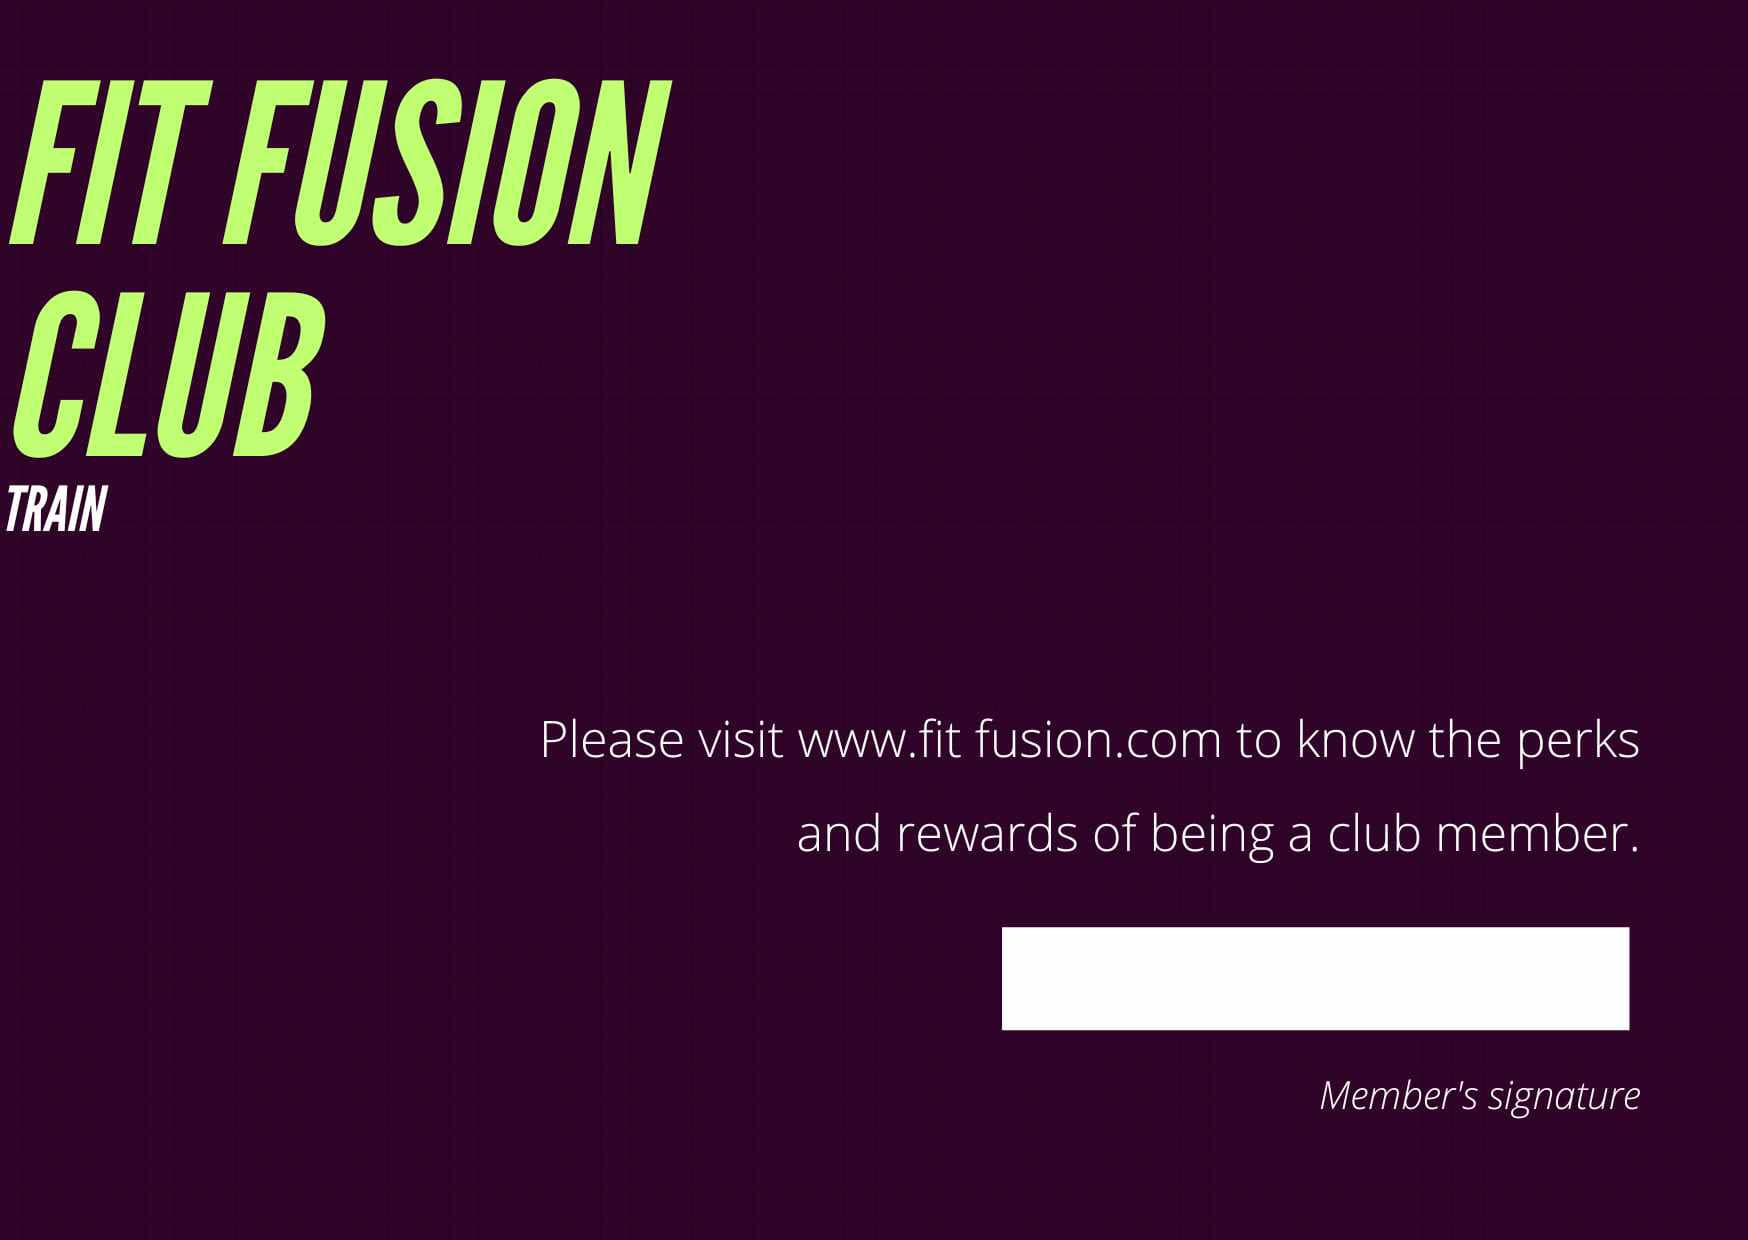 FIT FUSION
CLUB
TRAIN
Please visit www.fit fusion.com to know the perks
and rewards of being a club member.
Member's signature